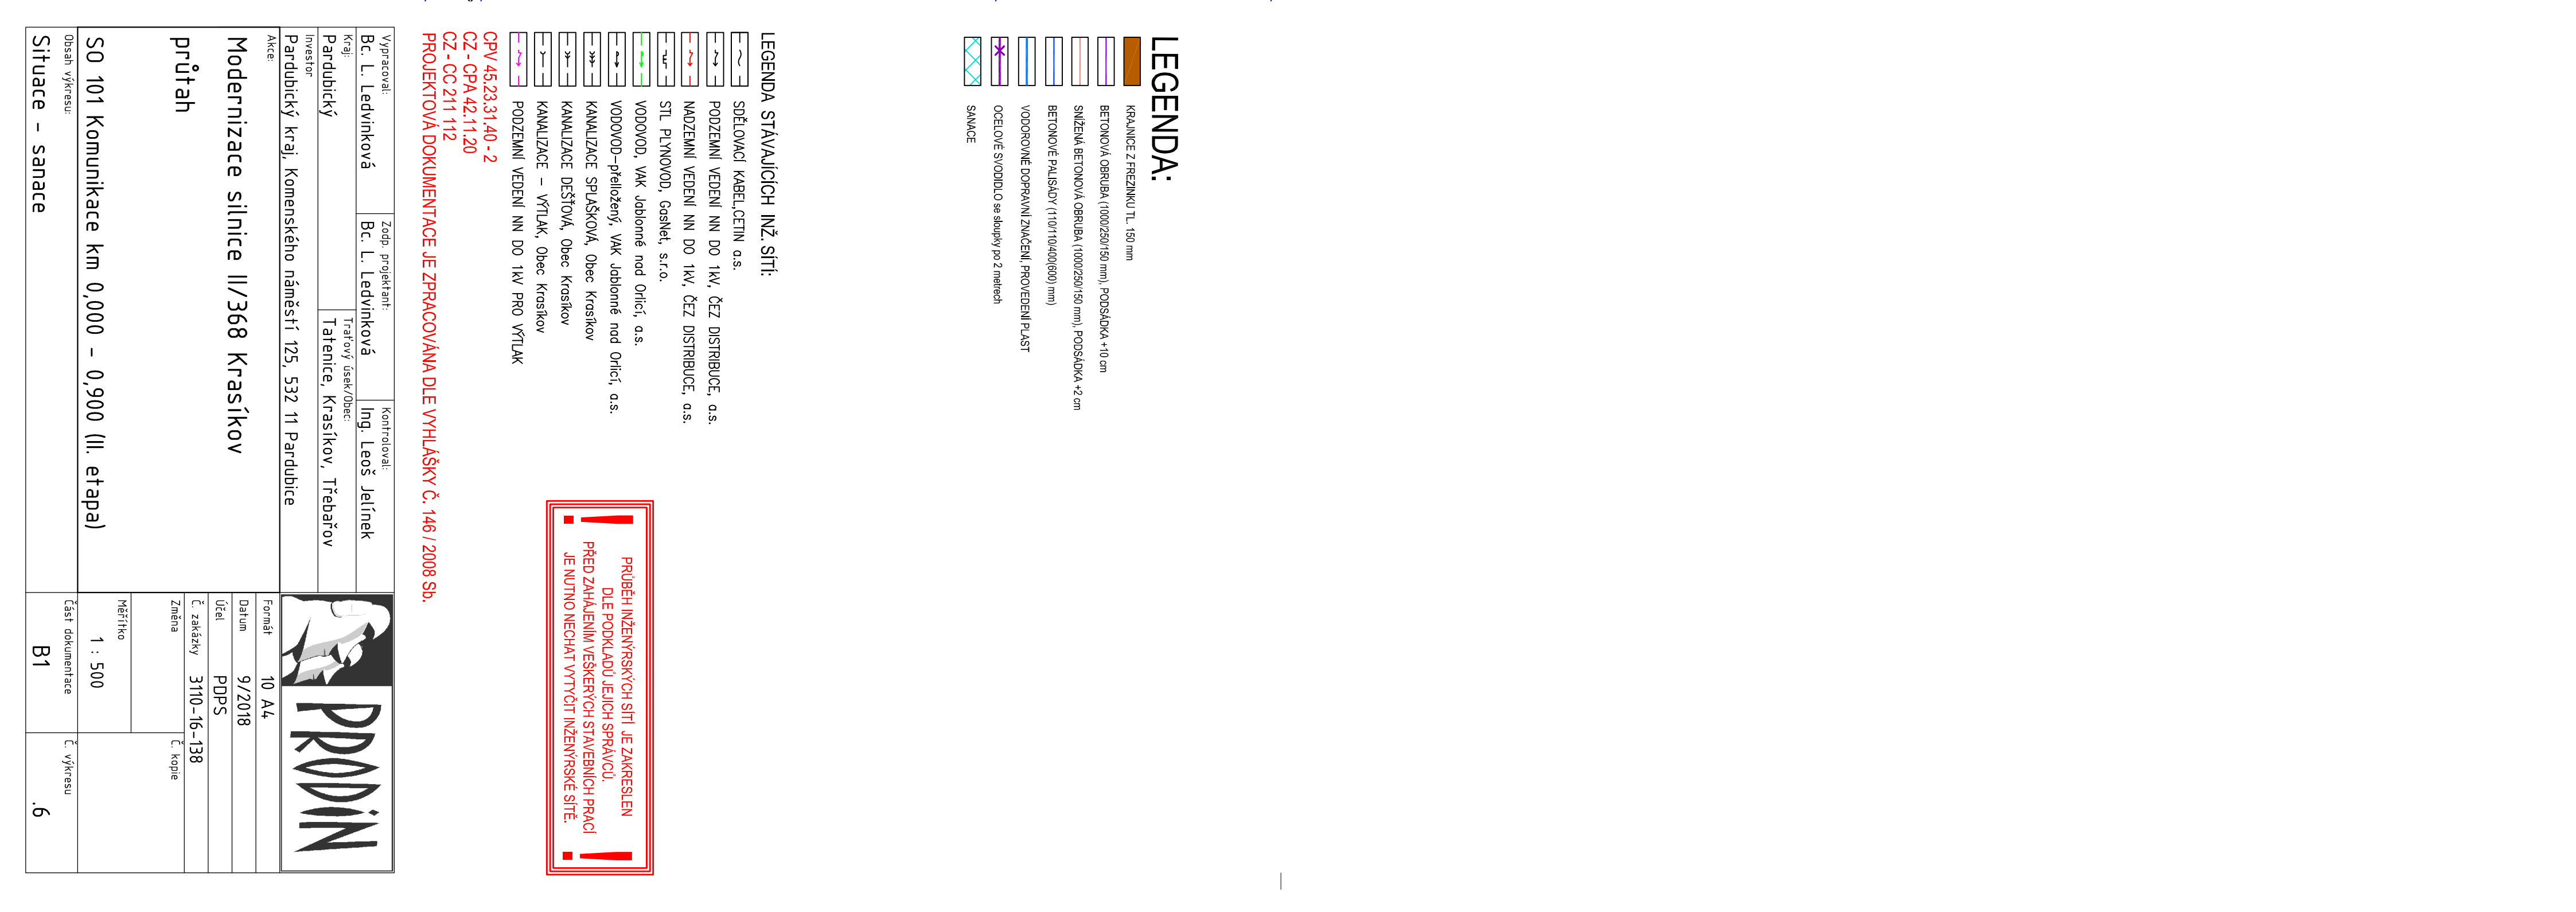 LEGENDA:
KRAJNICE Z FREZINKU TL. 150 mm
BETONOVÁ OBRUBA (1000/250/150 mm), PODSÁDKA +10 cm
SNÍŽENÁ BETONOVÁ OBRUBA (1000/250/150 mm), PODSÁDKA +2 cm
BETONOVÉ PALISÁDY (110/110/400(600) mm)
VODOROVNÉ DOPRAVNÍ ZNAČENÍ, PROVEDENÍ PLAST
OCELOVÉ SVODIDLO se sloupky po 2 metrech
SANACE
LEGENDA STÁVAJÍCÍCH INŽ. SÍTÍ:
SDĚLOVACÍ KABEL,CETIN a.s.
PODZEMNÍ VEDENÍ NN DO 1kV, ČEZ DISTRIBUCE, a.s.
NADZEMNÍ VEDENÍ NN DO 1kV, ČEZ DISTRIBUCE, a.s.
STL PLYNOVOD, GasNet, s.r.o.
VODOVOD, VAK Jablonné nad Orlicí, a.s.
VODOVOD-přelložený, VAK Jablonné nad Orlicí, a.s.
KANALIZACE SPLAŠKOVÁ, Obec Krasíkov
KANALIZACE DEŠŤOVÁ, Obec Krasíkov
KANALIZACE - VÝTLAK, Obec Krasíkov
PODZEMNÍ VEDENÍ NN DO 1kV PRO VÝTLAK
CPV 45.23.31.40 - 2
CZ - CPA 42.11.20
CZ - CC 211 112
PROJEKTOVÁ DOKUMENTACE JE ZPRACOVÁNA DLE VYHLÁŠKY Č. 146 / 2008 Sb.
! !
PRŮBĚH INŽENÝRSKÝCH SÍTÍ JE ZAKRESLEN
DLE PODKLADŮ JEJICH SPRÁVCŮ.
PŘED ZAHÁJENÍM VEŠKERÝCH STAVEBNÍCH PRACÍ
JE NUTNO NECHAT VYTYČIT INŽENÝRSKÉ SÍTĚ.
Vypracoval: Zodp. projektant: Kontroloval:
Bc. L. Ledvinková Bc. L. Ledvinková Ing. Leoš Jelínek
Kraj: Traťový úsek/Obec:
Pardubický Tatenice, Krasíkov, Třebařov
Investor
Pardubický kraj, Komenského náměstí 125, 532 11 Pardubice
Akce:
Modernizace silnice II/368 Krasíkov
průtah
SO 101 Komunikace km 0,000 - 0,900 (II. etapa)
Obsah výkresu:
Situace - sanace
PRODIN
Formát 10 A4
Datum 9/2018
Účel PDPS
Č. zakázky 3110-16-138
Změna Č. kopie
Měřítko
1 : 500
Část dokumentace Č. výkresu
B1 .6